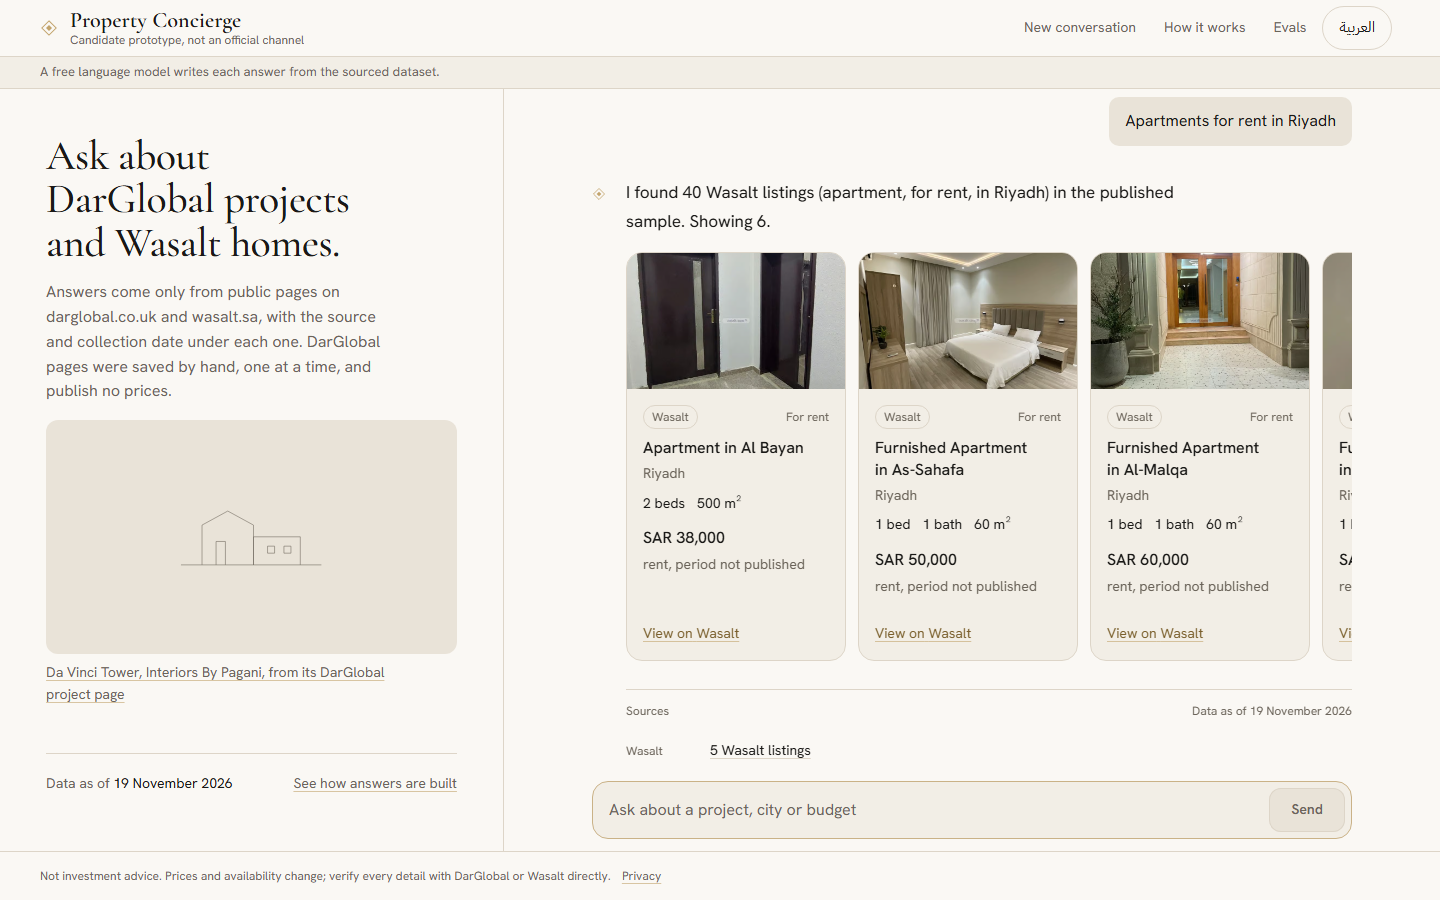 Property Concierge
Candidate prototype, not an official channel
New conversation
How it works
Evals
العربية
A free language model writes each answer from the sourced dataset.
Ask about
DarGlobal projects
and Wasalt homes.
Answers come only from public pages on
darglobal.co.uk and wasalt.sa, with the source
and collection date under each one. DarGlobal
pages were saved by hand, one at a time, and
publish no prices.
Da Vinci Tower, Interiors By Pagani, from its DarGlobal
project page
Data as of 19 November 2026
See how answers are built
Apartments for rent in Riyadh
I found 40 Wasalt listings (apartment, for rent, in Riyadh) in the published
sample. Showing 6.
Wasalt
For rent
Apartment in Al Bayan
Riyadh
2 beds 500 m²
SAR 38,000
rent, period not published
View on Wasalt
Wasalt
For rent
Furnished Apartment
in As-Sahafa
Riyadh
1 bed 1 bath 60 m²
SAR 50,000
rent, period not published
View on Wasalt
Wasalt
For rent
Furnished Apartment
in Al-Malqa
Riyadh
1 bed 1 bath 60 m²
SAR 60,000
rent, period not published
View on Wasalt
Sources
Data as of 19 November 2026
Wasalt
5 Wasalt listings
Ask about a project, city or budget
Send
Not investment advice. Prices and availability change; verify every detail with DarGlobal or Wasalt directly.
Privacy